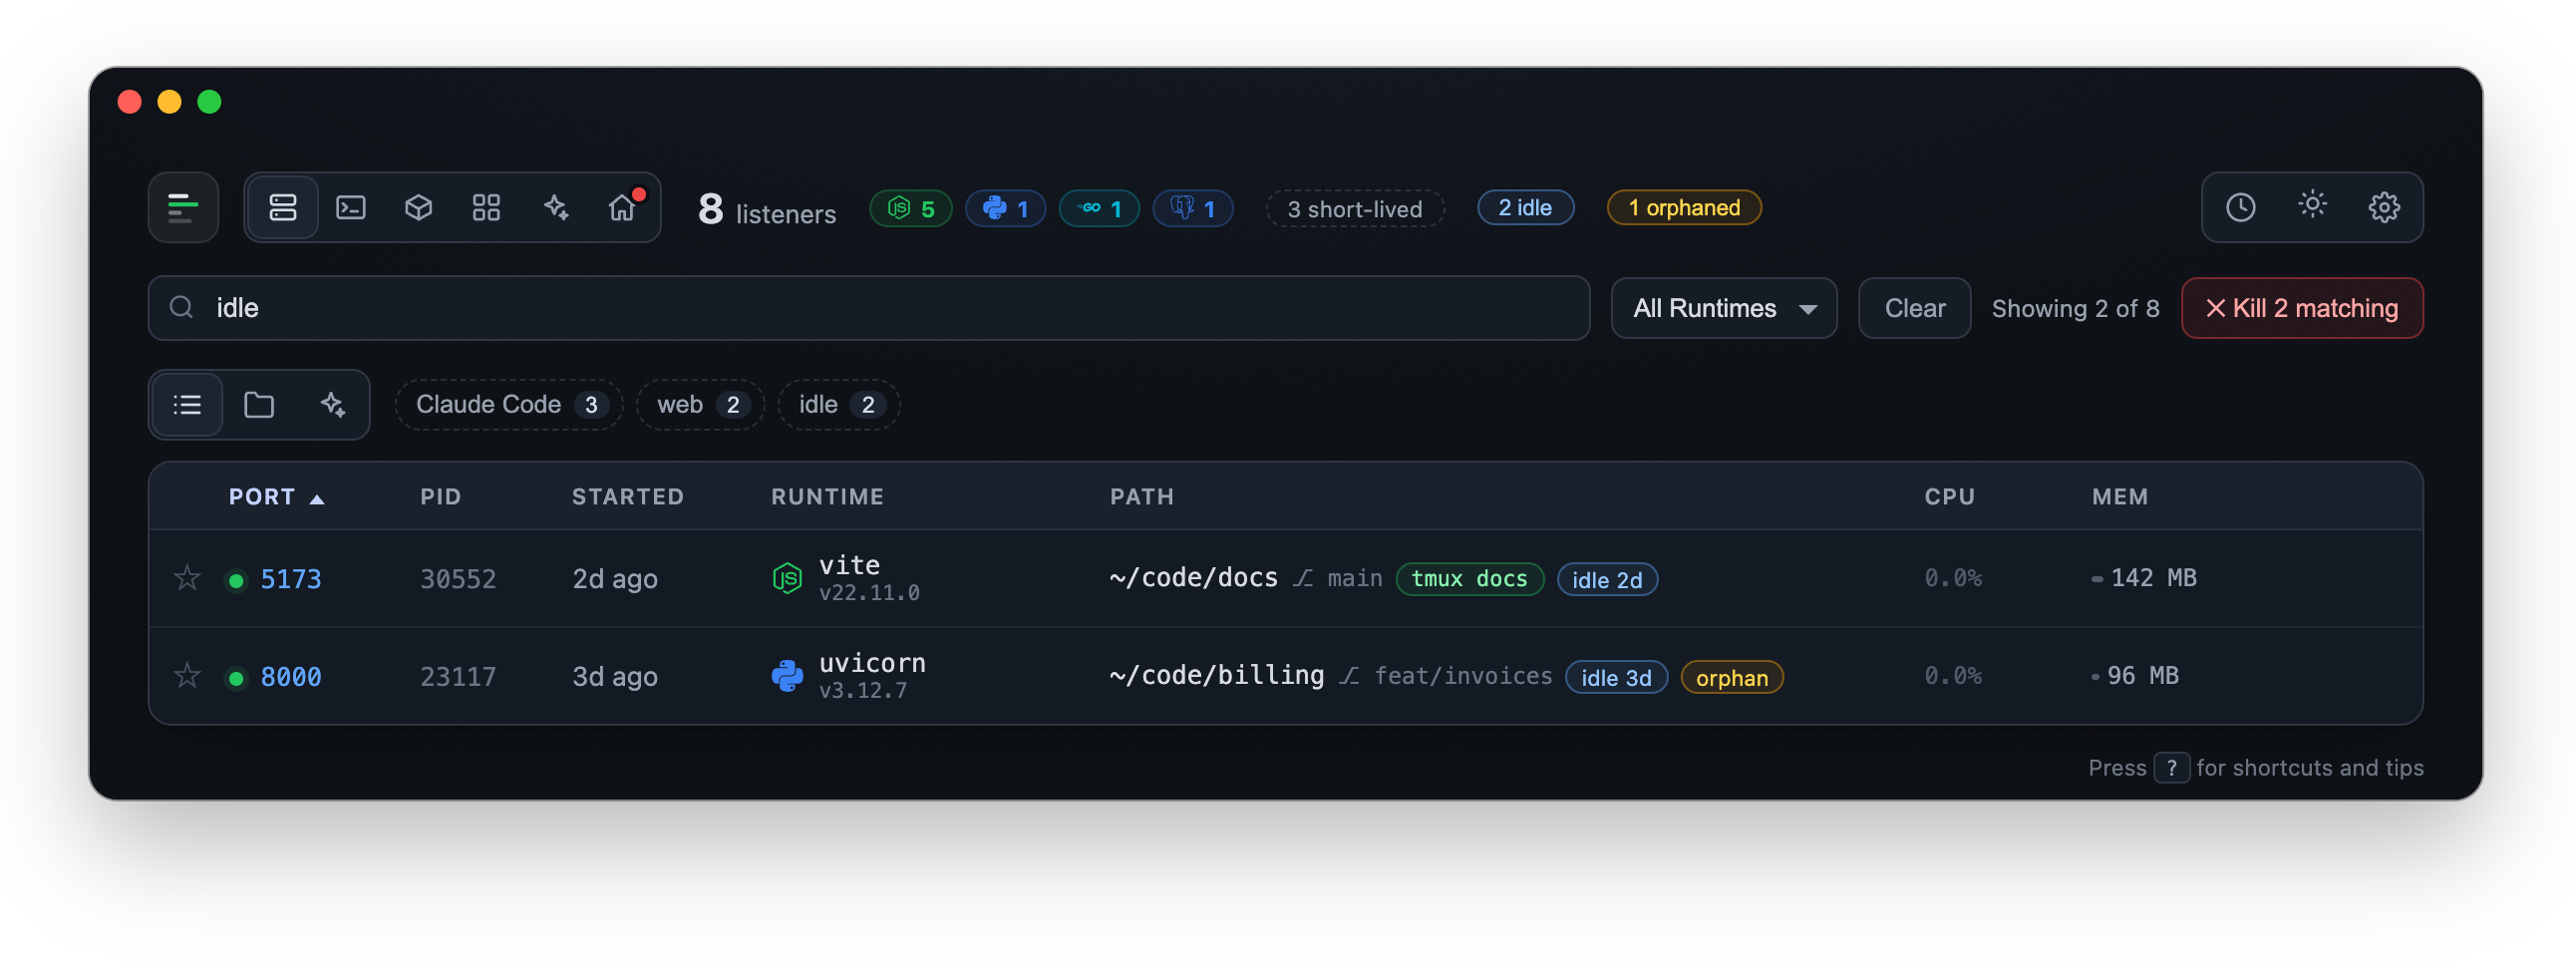 8 listeners 5 1 GO 1 1 3 short-lived 2 idle 1 orphaned
idle All Runtimes Clear Showing 2 of 8 Kill 2 matching
Claude Code 3 web 2 idle 2
PORT PID STARTED RUNTIME PATH CPU MEM
5173 30552 2d ago JS vite ~/code/docs main tmux docs idle 2d 0.0% 142 MB
v22.11.0
8000 23117 3d ago uvicorn ~/code/billing feat/invoices idle 3d orphan 0.0% 96 MB
v3.12.7
Press ? for shortcuts and tips